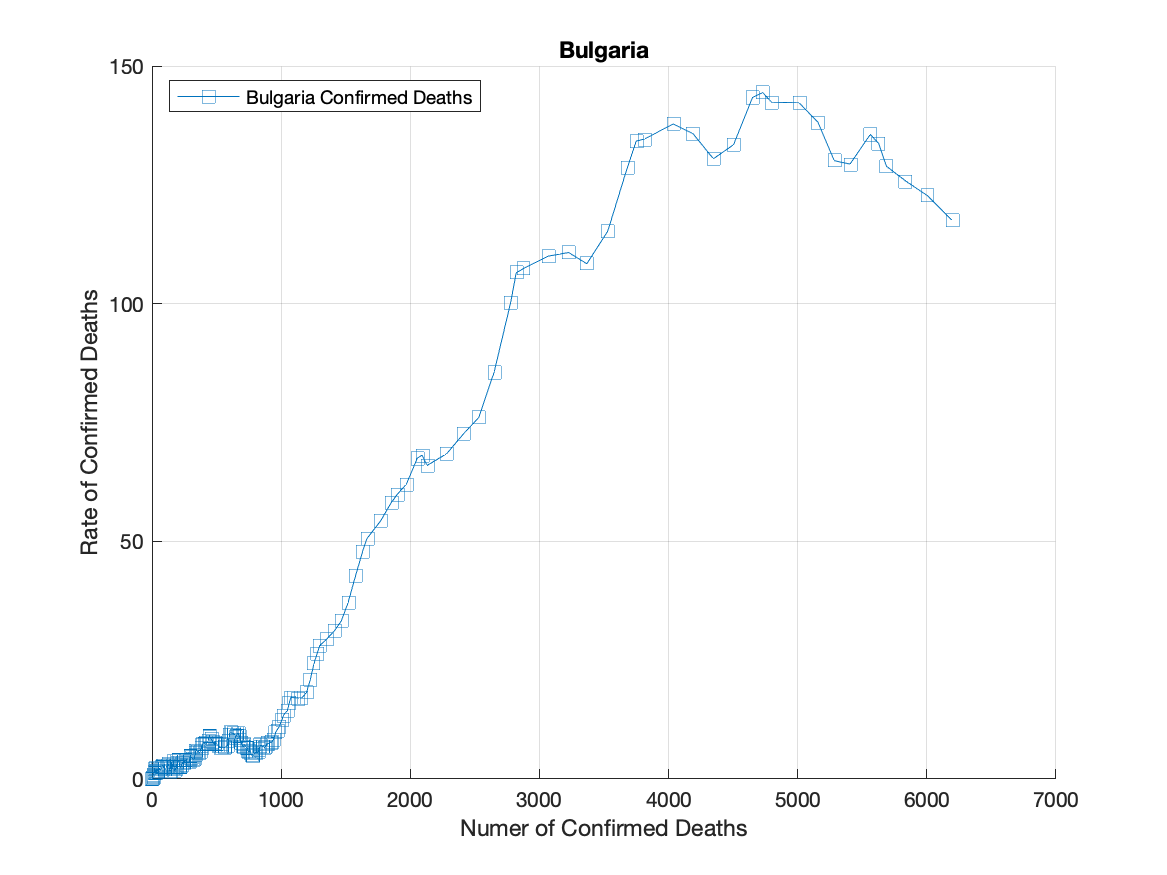 Bulgaria
Bulgaria Confirmed Deaths
150
100
50
0
Rate of Confirmed Deaths
0 1000 2000 3000 4000 5000 6000 7000
Numer of Confirmed Deaths